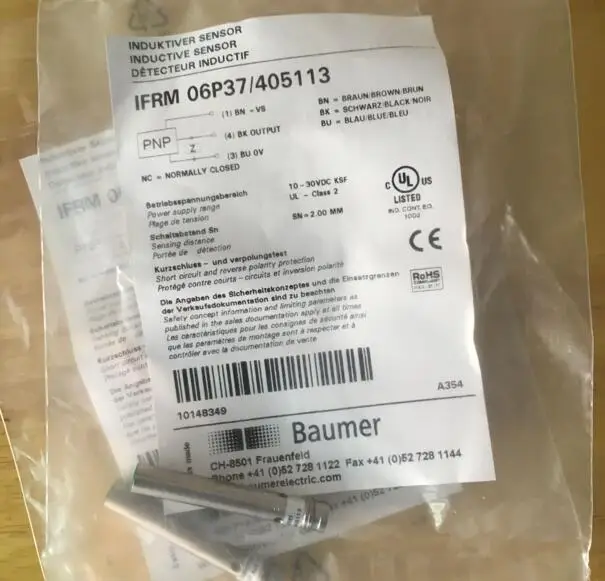 INDUKTIVER SENSOR
INDUCTIVE SENSOR
DÉTECTEUR INDUCTIF
IFRM 06P37/405113
(1) BN +VS
PNP
(4) BK OUTPUT
Z
(3) BU 0V
NC = NORMALLY CLOSED
BN = BRAUN/BROWN/BRUN
BK = SCHWARZ/BLACK/NOIR
BU = BLAU/BLUE/BLEU
Betriebsspannungsbereich
Power supply range
Plage de tension
10-30VDC KSF
UL - Class 2
Schaltabstand Sn
Sensing distance
Portée de détection
SN=2.00 MM
C UL US
LISTED
IND. CONT. EQ.
CE
RoHS
Kurzschluss- und verpolungsfest
Short circuit and reverse polarity protection
Protégé contre courts-circuits et inversion polarité
Die Angaben des Sicherheitskonzeptes und die Einsatzgrenzen
der Verkaufsdokumentation sind zu beachten
Safety concept information and limiting parameters as
published in the sales documentation apply at all times
Les caractéristiques pour les consignes de sécurité ainsi
que les paramètres de montage sont à respecter et à
contrôler avec la documentation de vente
10148349
A354
Baumer
CH-8501 Frauenfeld
Phone +41 (0)52 728 1122 Fax +41 (0)52 728 1144
aumerelectric.com
IFRM 0